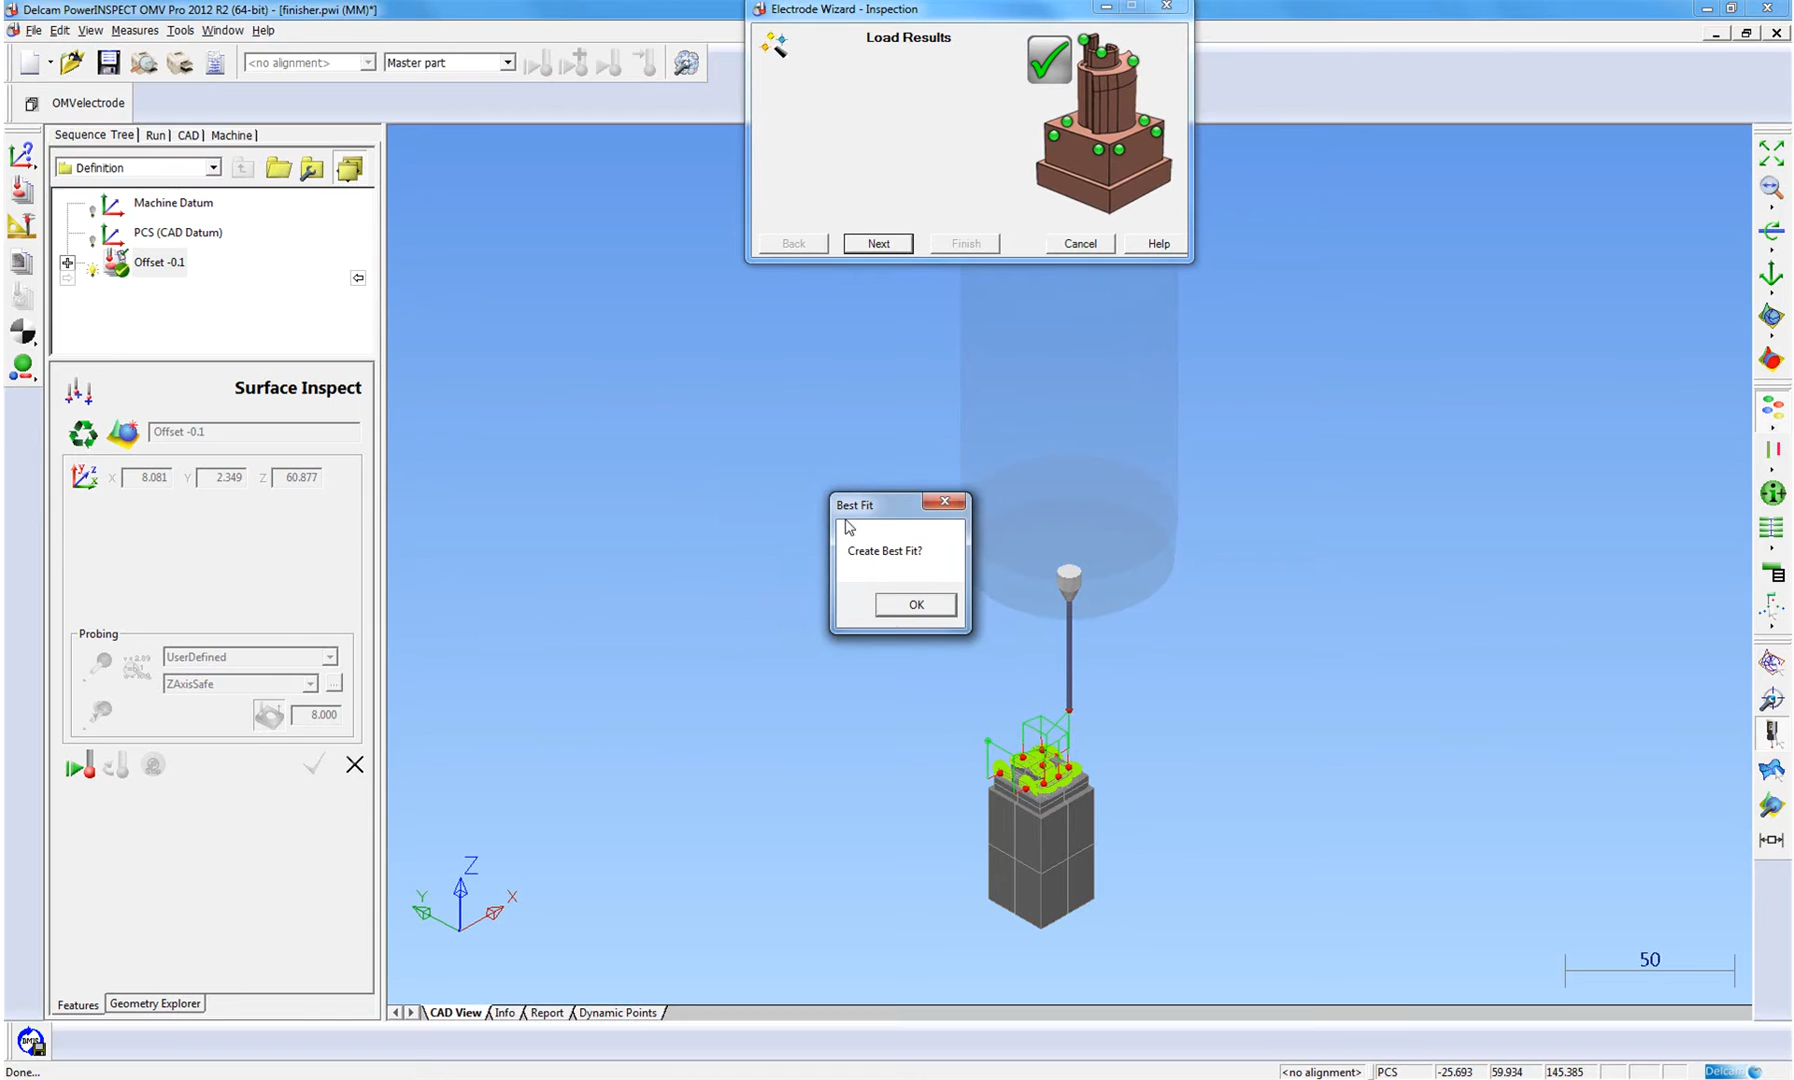 Delcam PowerINSPECT OMV Pro 2012 R2 (64-bit) - [finisher.pwi (MM)*]
File Edit View Measures Tools Window Help
<no alignment> Master part
OMVelectrode
Sequence Tree Run CAD Machine
Definition
Machine Datum
PCS (CAD Datum)
Offset -0.1
Surface Inspect
Offset -0.1
X 8.081 Y 2.349 Z 60.877
Probing
UserDefined
ZAxisSafe
...
8.000
Features Geometry Explorer
Electrode Wizard - Inspection
Load Results
Back Next Finish Cancel Help
Best Fit
Create Best Fit?
OK
Z
Y X
50
CAD View Info Report Dynamic Points
DMIS
Done... <no alignment> PCS -25.693 59.934 145.385 Delcam